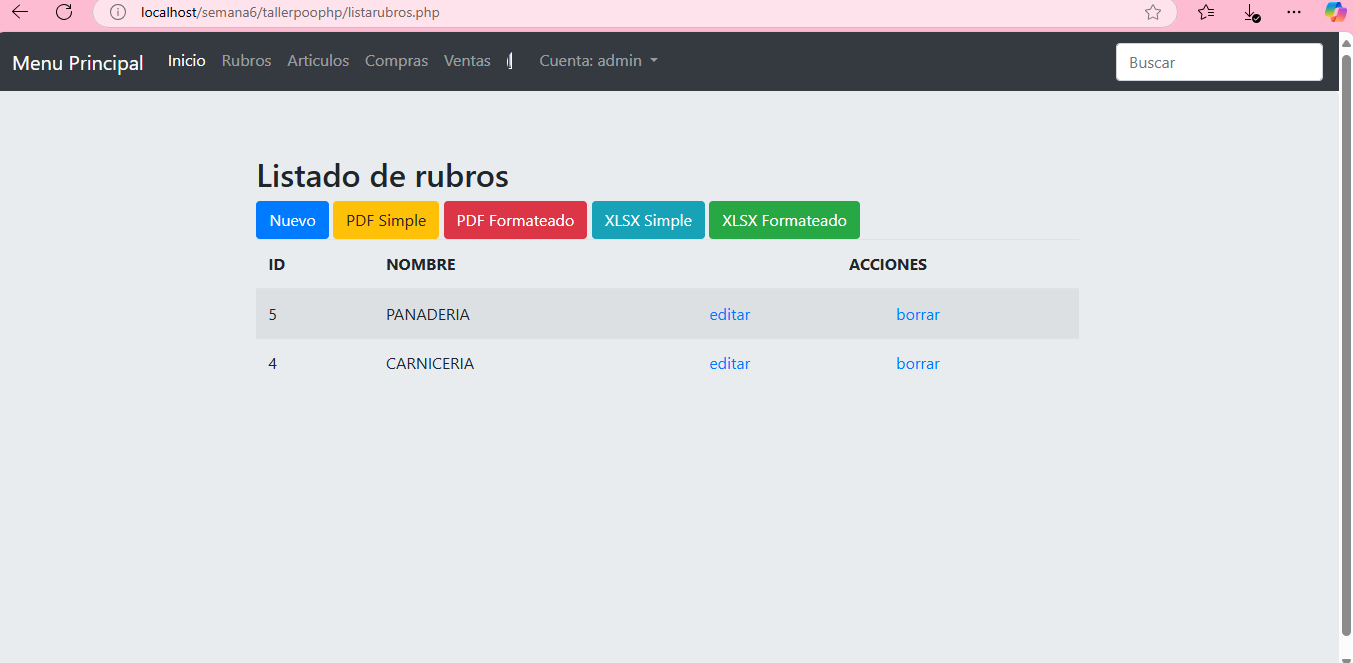 localhost/semana6/tallerpoophp/listarubros.php
Menu Principal Inicio Rubros Articulos Compras Ventas Cuenta: admin Buscar
Listado de rubros
Nuevo PDF Simple PDF Formateado XLSX Simple XLSX Formateado
ID NOMBRE ACCIONES
5 PANADERIA editar borrar
4 CARNICERIA editar borrar